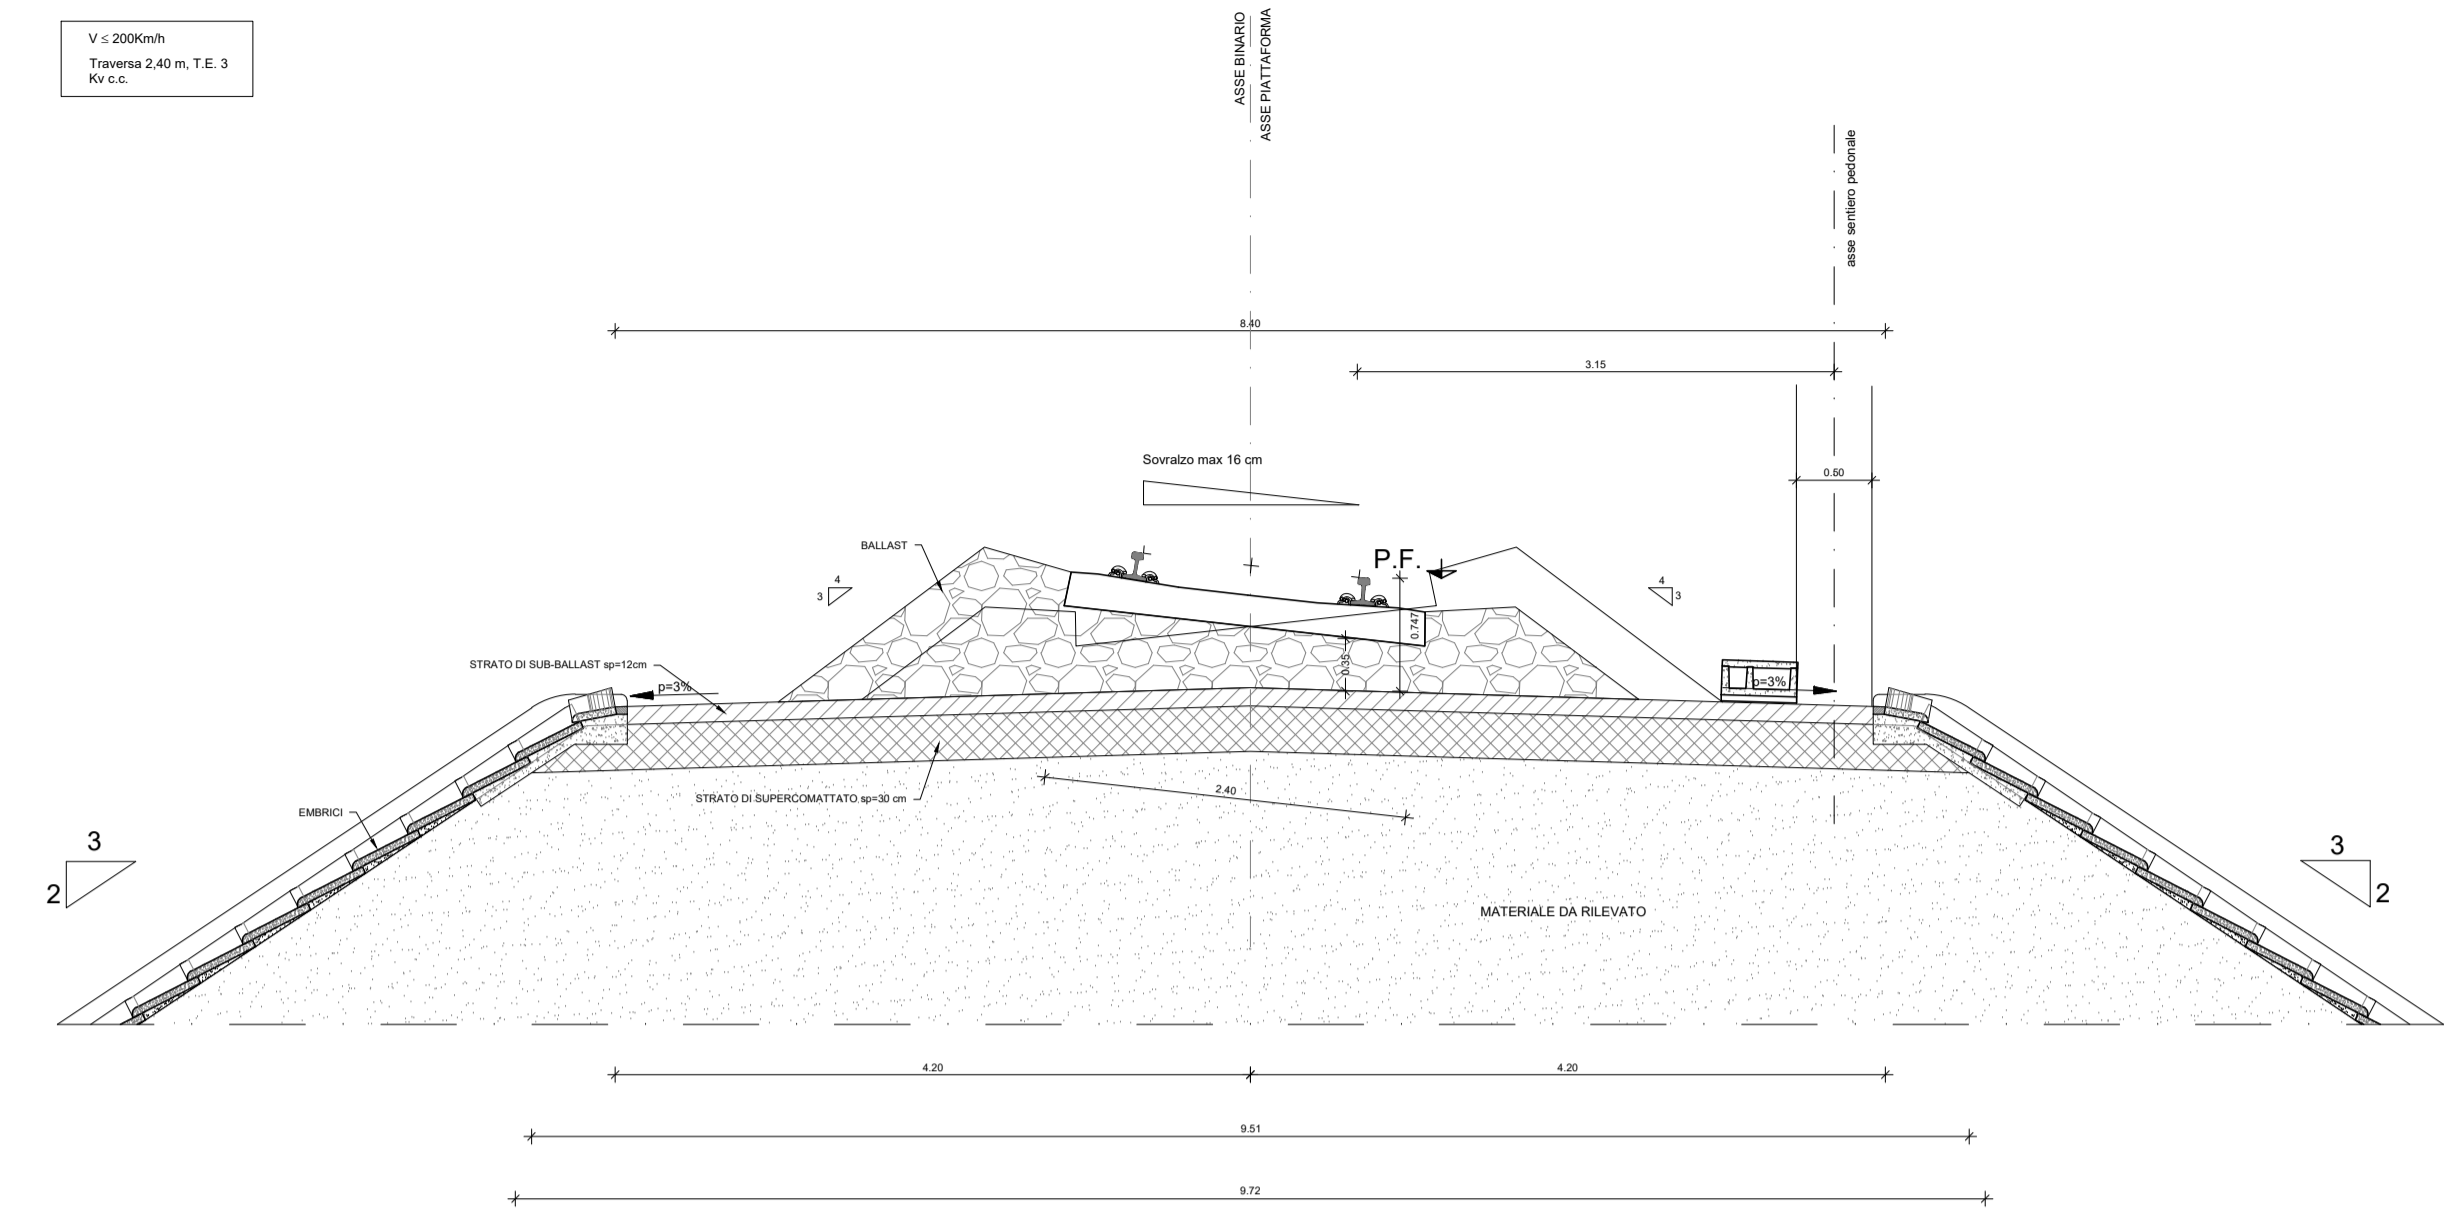 V ≤ 200Km/h
Traversa 2,40 m, T.E. 3
Kv c.c.
ASSE BINARIO
ASSE PIATTAFORMA
asse sentiero pedonale
8.40
3.15
0.50
Sovralzo max 16 cm
BALLAST
P.F.
4
3
4
3
0.747
0.35
STRATO DI SUB-BALLAST sp=12cm
p=3%
p=3%
2.40
STRATO DI SUPERCOMATTATO sp=30 cm
EMBRICI
3
2
3
2
MATERIALE DA RILEVATO
4.20
4.20
9.51
9.72